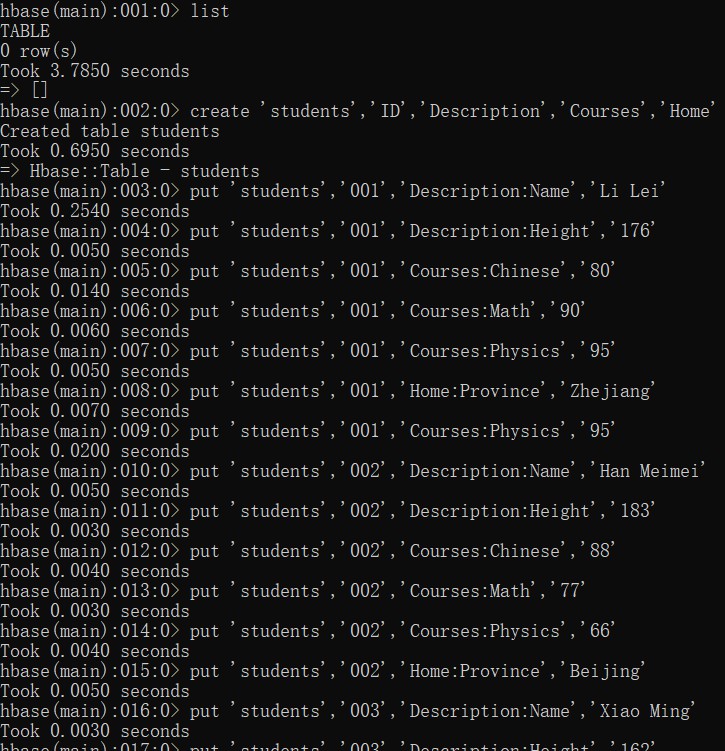 hbase(main):001:0> list
TABLE
0 row(s)
Took 3.7850 seconds
=> []
hbase(main):002:0> create 'students','ID','Description','Courses','Home'
Created table students
Took 0.6950 seconds
=> Hbase::Table - students
hbase(main):003:0> put 'students','001','Description:Name','Li Lei'
Took 0.2540 seconds
hbase(main):004:0> put 'students','001','Description:Height','176'
Took 0.0050 seconds
hbase(main):005:0> put 'students','001','Courses:Chinese','80'
Took 0.0140 seconds
hbase(main):006:0> put 'students','001','Courses:Math','90'
Took 0.0060 seconds
hbase(main):007:0> put 'students','001','Courses:Physics','95'
Took 0.0050 seconds
hbase(main):008:0> put 'students','001','Home:Province','Zhejiang'
Took 0.0070 seconds
hbase(main):009:0> put 'students','001','Courses:Physics','95'
Took 0.0200 seconds
hbase(main):010:0> put 'students','002','Description:Name','Han Meimei'
Took 0.0050 seconds
hbase(main):011:0> put 'students','002','Description:Height','183'
Took 0.0030 seconds
hbase(main):012:0> put 'students','002','Courses:Chinese','88'
Took 0.0040 seconds
hbase(main):013:0> put 'students','002','Courses:Math','77'
Took 0.0030 seconds
hbase(main):014:0> put 'students','002','Courses:Physics','66'
Took 0.0040 seconds
hbase(main):015:0> put 'students','002','Home:Province','Beijing'
Took 0.0050 seconds
hbase(main):016:0> put 'students','003','Description:Name','Xiao Ming'
Took 0.0030 seconds
hbase(main):017:0> put 'students','003','Description:Height','162'